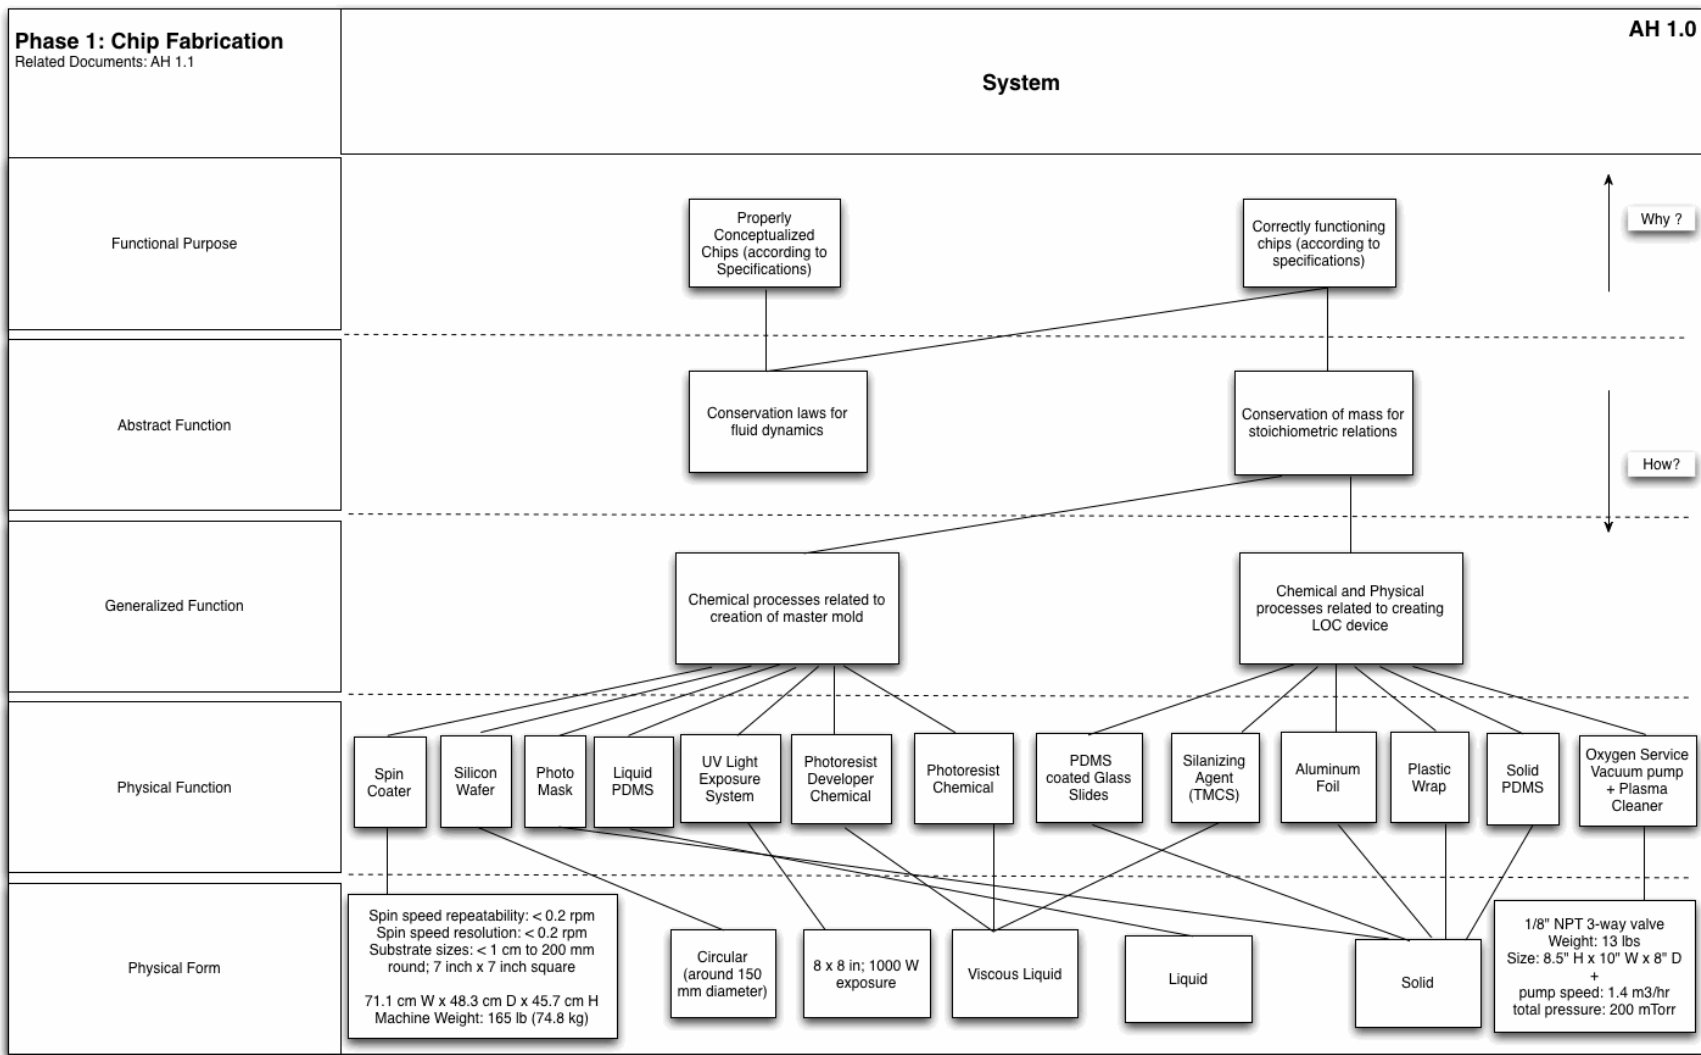 Phase 1: Chip Fabrication
Related Documents: AH 1.1
AH 1.0
System
Functional Purpose
Properly
Conceptualized
Chips (according to
Specifications)
Correctly functioning
chips (according to
specifications)
Why ?
Abstract Function
Conservation laws for
fluid dynamics
Conservation of mass for
stoichiometric relations
How?
Generalized Function
Chemical processes related to
creation of master mold
Chemical and Physical
processes related to creating
LOC device
Physical Function
Spin
Coater
Silicon
Wafer
Photo
Mask
Liquid
PDMS
UV Light
Exposure
System
Photoresist
Developer
Chemical
Photoresist
Chemical
PDMS
coated Glass
Slides
Silanizing
Agent
(TMCS)
Aluminum
Foil
Plastic
Wrap
Solid
PDMS
Oxygen Service
Vacuum pump
+ Plasma
Cleaner
Physical Form
Spin speed repeatability: < 0.2 rpm
Spin speed resolution: < 0.2 rpm
Substrate sizes: < 1 cm to 200 mm
round; 7 inch x 7 inch square
71.1 cm W x 48.3 cm D x 45.7 cm H
Machine Weight: 165 lb (74.8 kg)
Circular
(around 150
mm diameter)
8 x 8 in; 1000 W
exposure
Viscous Liquid
Liquid
Solid
1/8" NPT 3-way valve
Weight: 13 lbs
Size: 8.5" H x 10" W x 8" D
+
pump speed: 1.4 m3/hr
total pressure: 200 mTorr